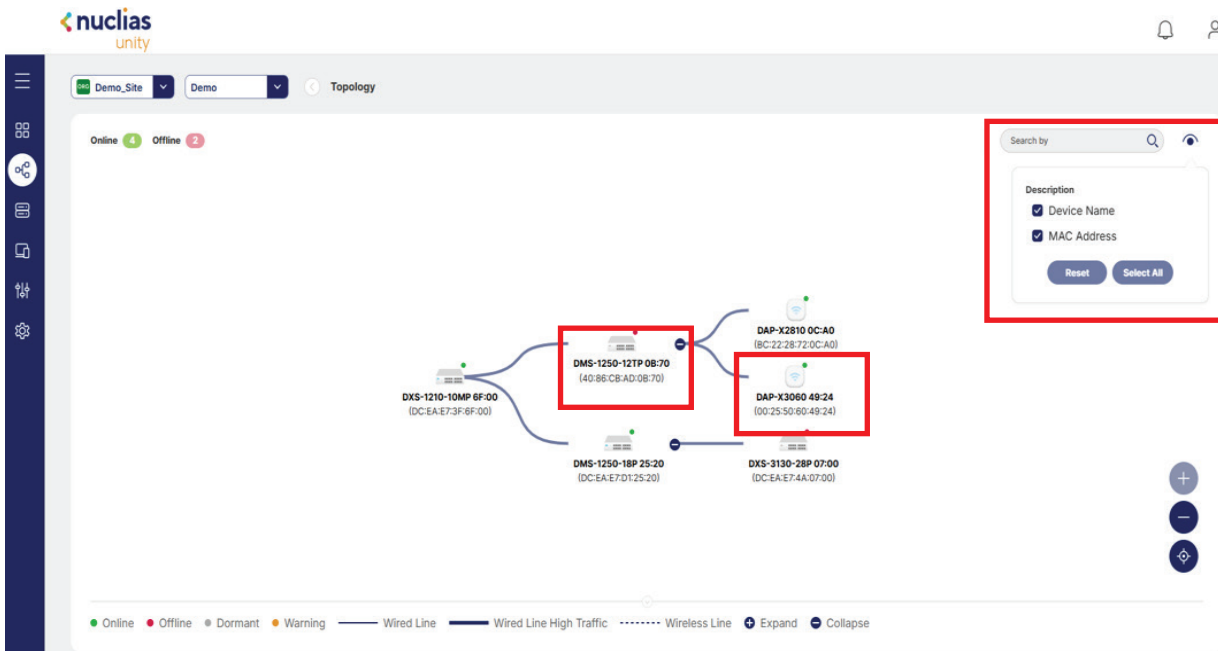 nuclias
unity
ORG Demo_Site
Demo
Topology
Online 4 Offline 2
Search by
Description
Device Name
MAC Address
Reset Select All
DAP-X2810 0C:A0
(BC:22:28:72:0C:A0)
DMS-1250-12TP 0B:70
(40:86:CB:AD:0B:70)
DXS-1210-10MP 6F:00
(DC:EA:E7:3F:6F:00)
DAP-X3060 49:24
(00:25:50:60:49:24)
DMS-1250-18P 25:20
(DC:EA:E7:D1:25:20)
DXS-3130-28P 07:00
(DC:EA:E7:4A:07:00)
Online Offline Dormant Warning Wired Line Wired Line High Traffic Wireless Line Expand Collapse